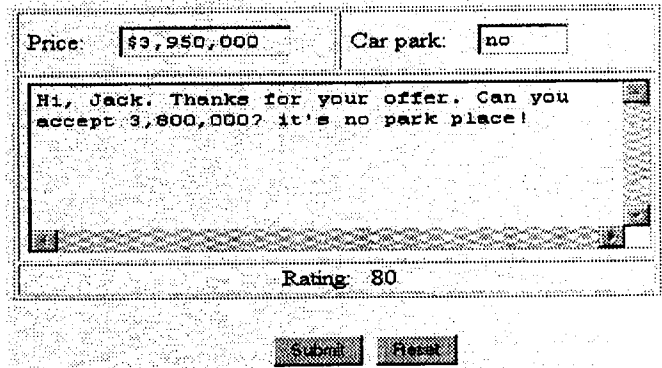 Price: $3,950,000 Car park: no
Hi, Jack. Thanks for your offer. Can you
accept 3,800,000? it's no park place!
Rating: 80
Submit Reset